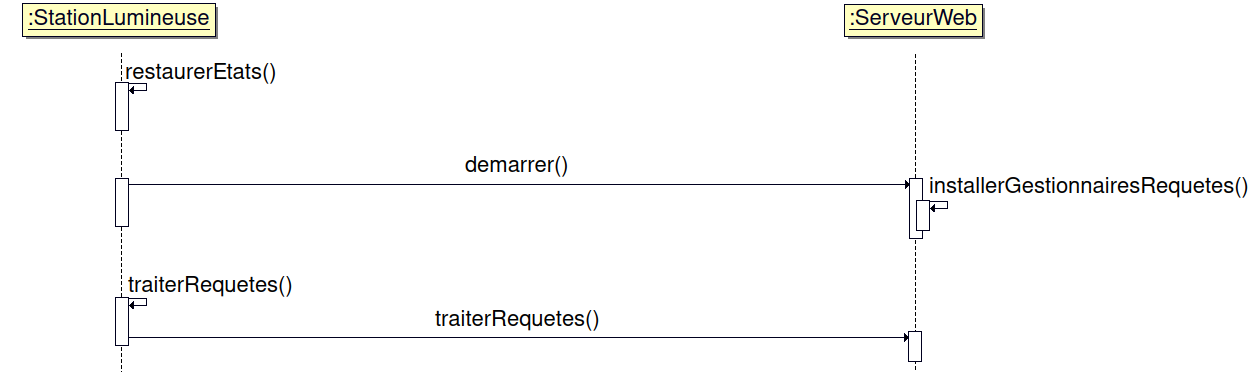 :StationLumineuse
:ServeurWeb
restaurerEtats()
demarrer()
installerGestionnairesRequetes()
traiterRequetes()
traiterRequetes()